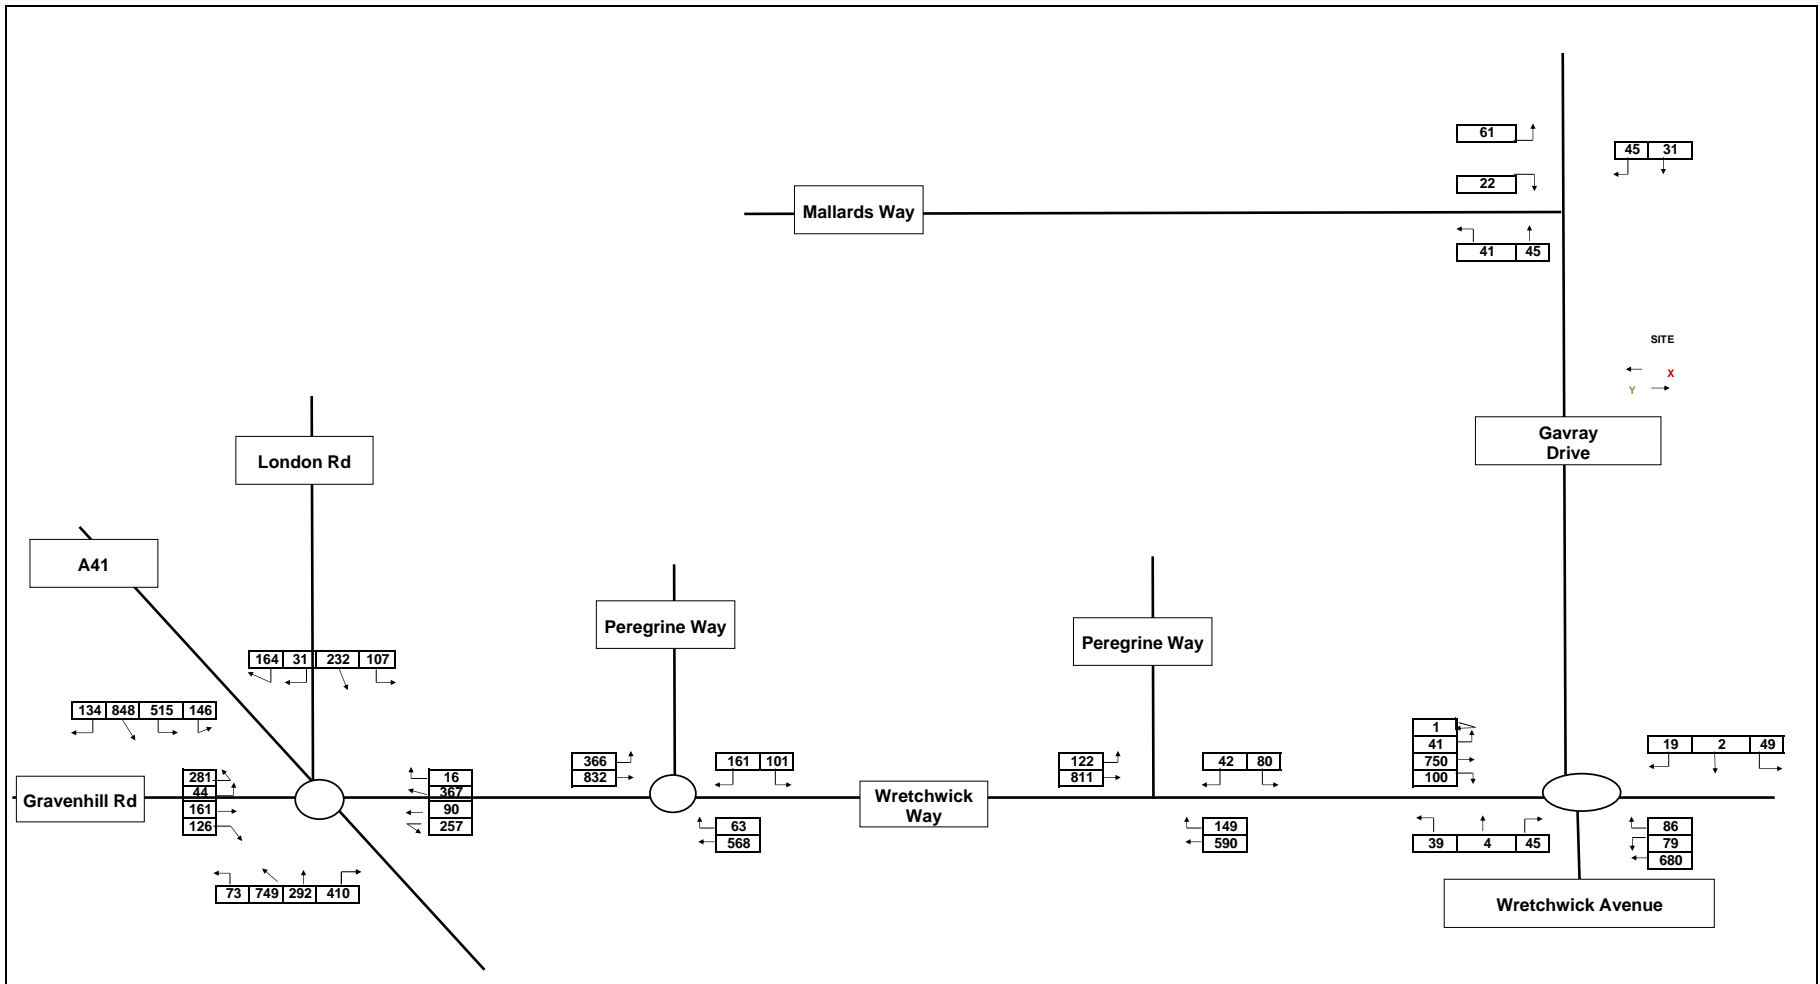 61
45 31
22
Mallards Way
41 45
SITE
X
Y
Gavray
Drive
London Rd
A41
Peregrine Way
Peregrine Way
164 31 232 107
134 848 515 146
1
41
750
100
19 2 49
366
832
161 101
122
811
42 80
281
44
161
126
Gravenhill Rd
16
367
90
257
Wretchwick
Way
63
568
149
590
39 4 45
86
79
680
73 749 292 410
Wretchwick Avenue